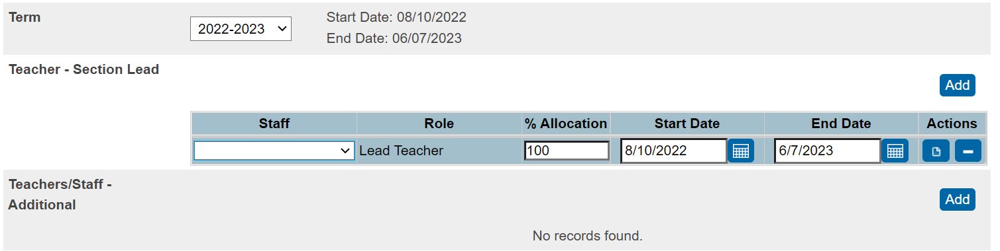 Term
2022-2023
Start Date: 08/10/2022
End Date: 06/07/2023
Teacher - Section Lead
Add
Staff Role % Allocation Start Date End Date Actions
Lead Teacher 100 8/10/2022 6/7/2023
Teachers/Staff -
Additional
Add
No records found.